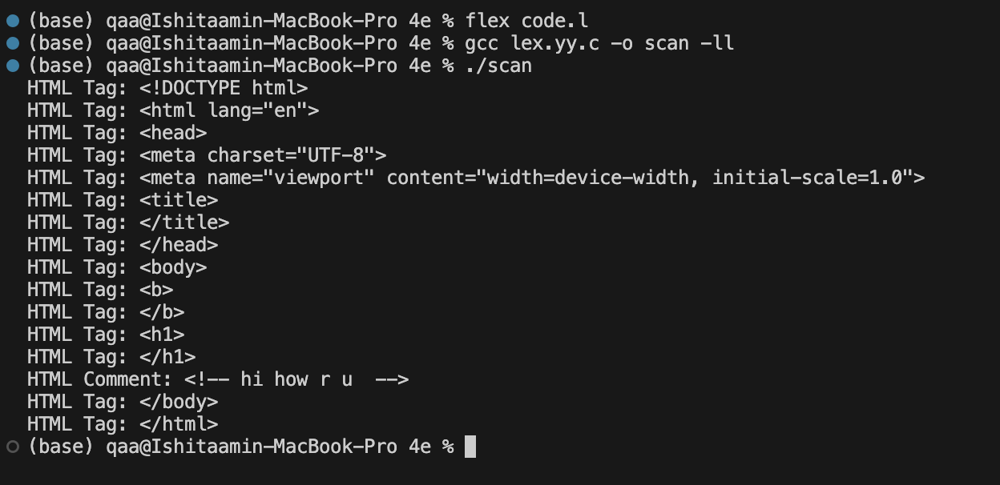 (base) qaa@Ishitaamin-MacBook-Pro 4e % flex code.l
(base) qaa@Ishitaamin-MacBook-Pro 4e % gcc lex.yy.c -o scan -ll
(base) qaa@Ishitaamin-MacBook-Pro 4e % ./scan
HTML Tag: <!DOCTYPE html>
HTML Tag: <html lang="en">
HTML Tag: <head>
HTML Tag: <meta charset="UTF-8">
HTML Tag: <meta name="viewport" content="width=device-width, initial-scale=1.0">
HTML Tag: <title>
HTML Tag: </title>
HTML Tag: </head>
HTML Tag: <body>
HTML Tag: <b>
HTML Tag: </b>
HTML Tag: <h1>
HTML Tag: </h1>
HTML Comment: <!-- hi how r u  -->
HTML Tag: </body>
HTML Tag: </html>
(base) qaa@Ishitaamin-MacBook-Pro 4e %